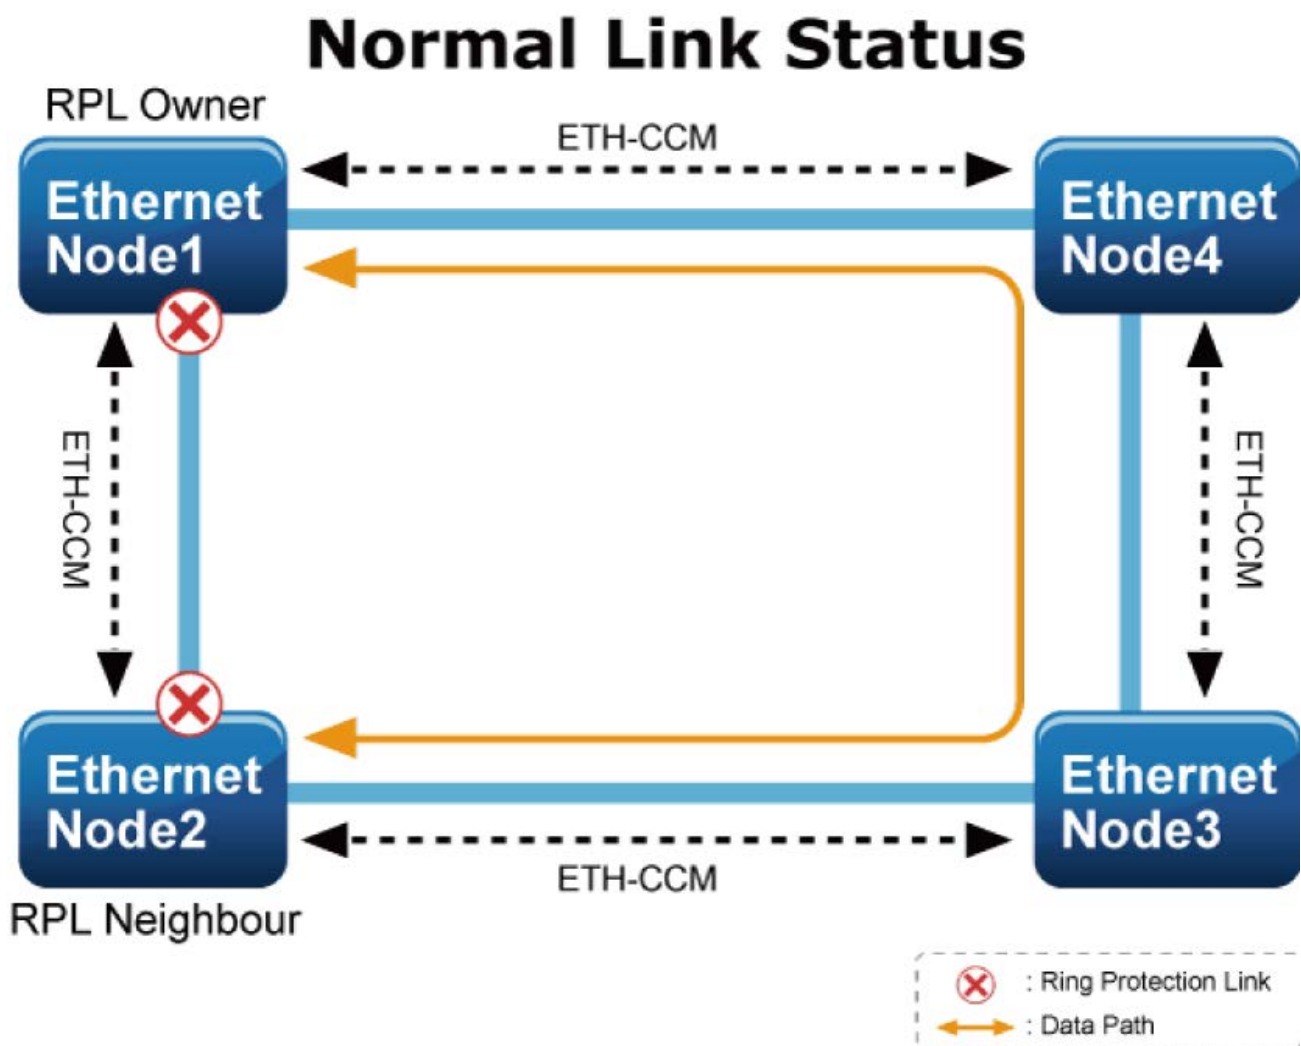 Normal Link Status
RPL Owner
ETH-CCM
Ethernet
Node1
Ethernet
Node4
ETH-CCM
ETH-CCM
Ethernet
Node2
Ethernet
Node3
RPL Neighbour
ETH-CCM
: Ring Protection Link
: Data Path